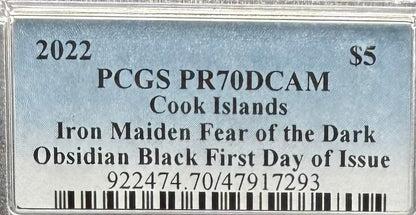 2022 $5
PCGS PR70DCAM
Cook Islands
Iron Maiden Fear of the Dark
Obsidian Black First Day of Issue
922474.70/47917293